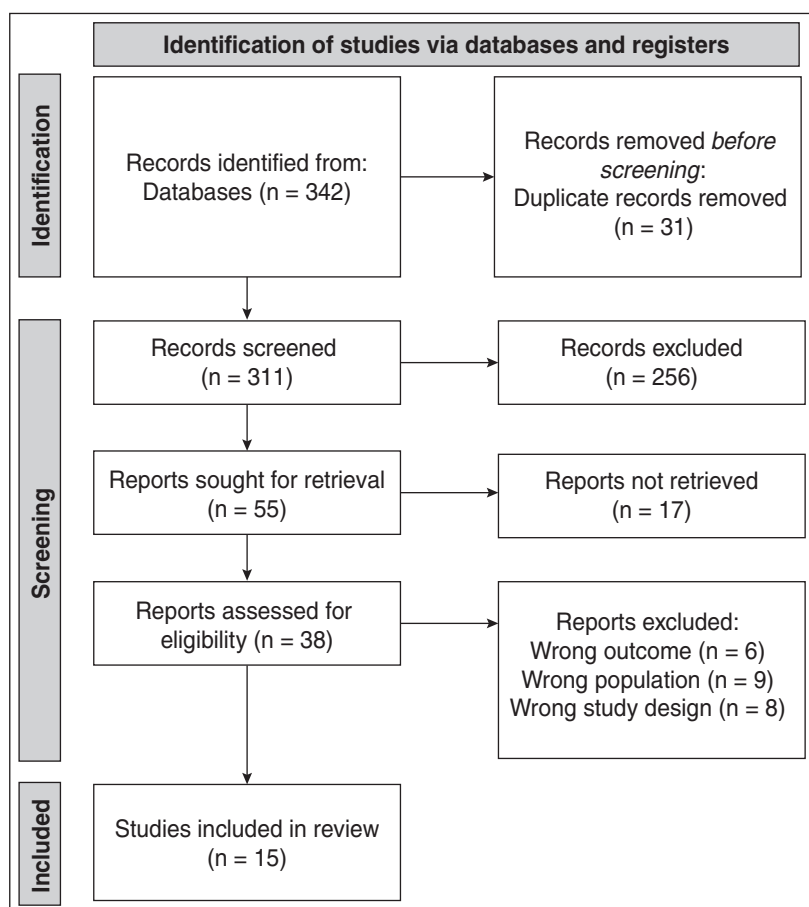 Identification of studies via databases and registers
Identification
Records identified from:
Databases (n = 342)
Records removed before
screening:
Duplicate records removed
(n = 31)
Screening
Records screened
(n = 311)
Records excluded
(n = 256)
Reports sought for retrieval
(n = 55)
Reports not retrieved
(n = 17)
Reports assessed for
eligibility (n = 38)
Reports excluded:
Wrong outcome (n = 6)
Wrong population (n = 9)
Wrong study design (n = 8)
Included
Studies included in review
(n = 15)